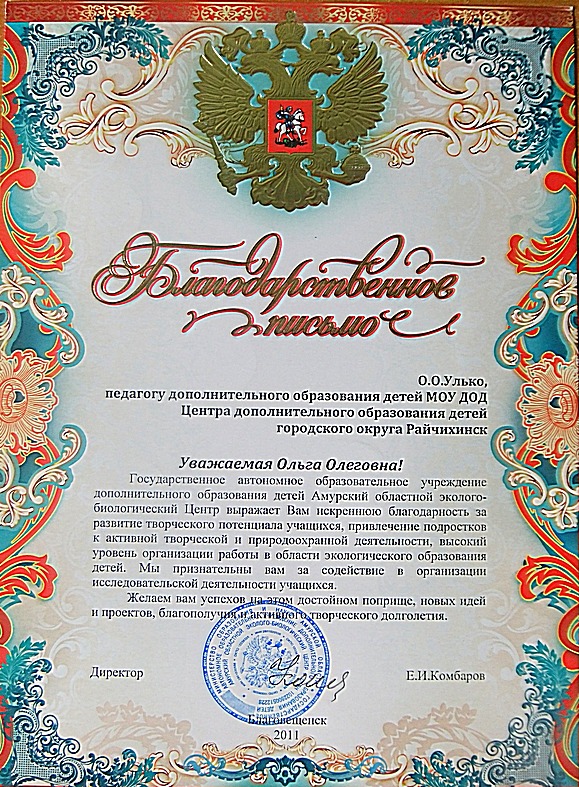 Благодарственное
письмо
О.О.Улько,
педагогу дополнительного образования детей МОУ ДОД
Центра дополнительного образования детей
городского округа Райчихинск
Уважаемая Ольга Олеговна!
Государственное автономное образовательное учреждение
дополнительного образования детей Амурский областной эколого-
биологический Центр выражает Вам искреннюю благодарность за
развитие творческого потенциала учащихся, привлечение подростков
к активной творческой и природоохранной деятельности, высокий
уровень организации работы в области экологического образования
детей. Мы признательны вам за содействие в организации
исследовательской деятельности учащихся.
Желаем вам успехов на этом достойном поприще, новых идей
и проектов, благополучия и активного творческого долголетия.
Директор Е.И.Комбаров
Благовещенск
2011